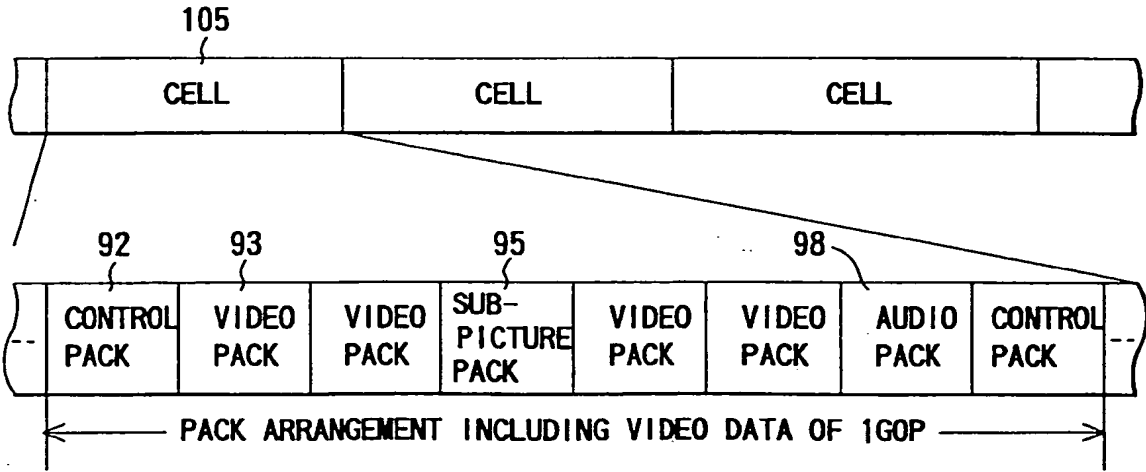 105
CELL CELL CELL
92 93 95 98
CONTROL PACK
VIDEO PACK
VIDEO PACK
SUB-PICTURE PACK
VIDEO PACK
VIDEO PACK
AUDIO PACK
CONTROL PACK
-- --
PACK ARRANGEMENT INCLUDING VIDEO DATA OF 1GOP